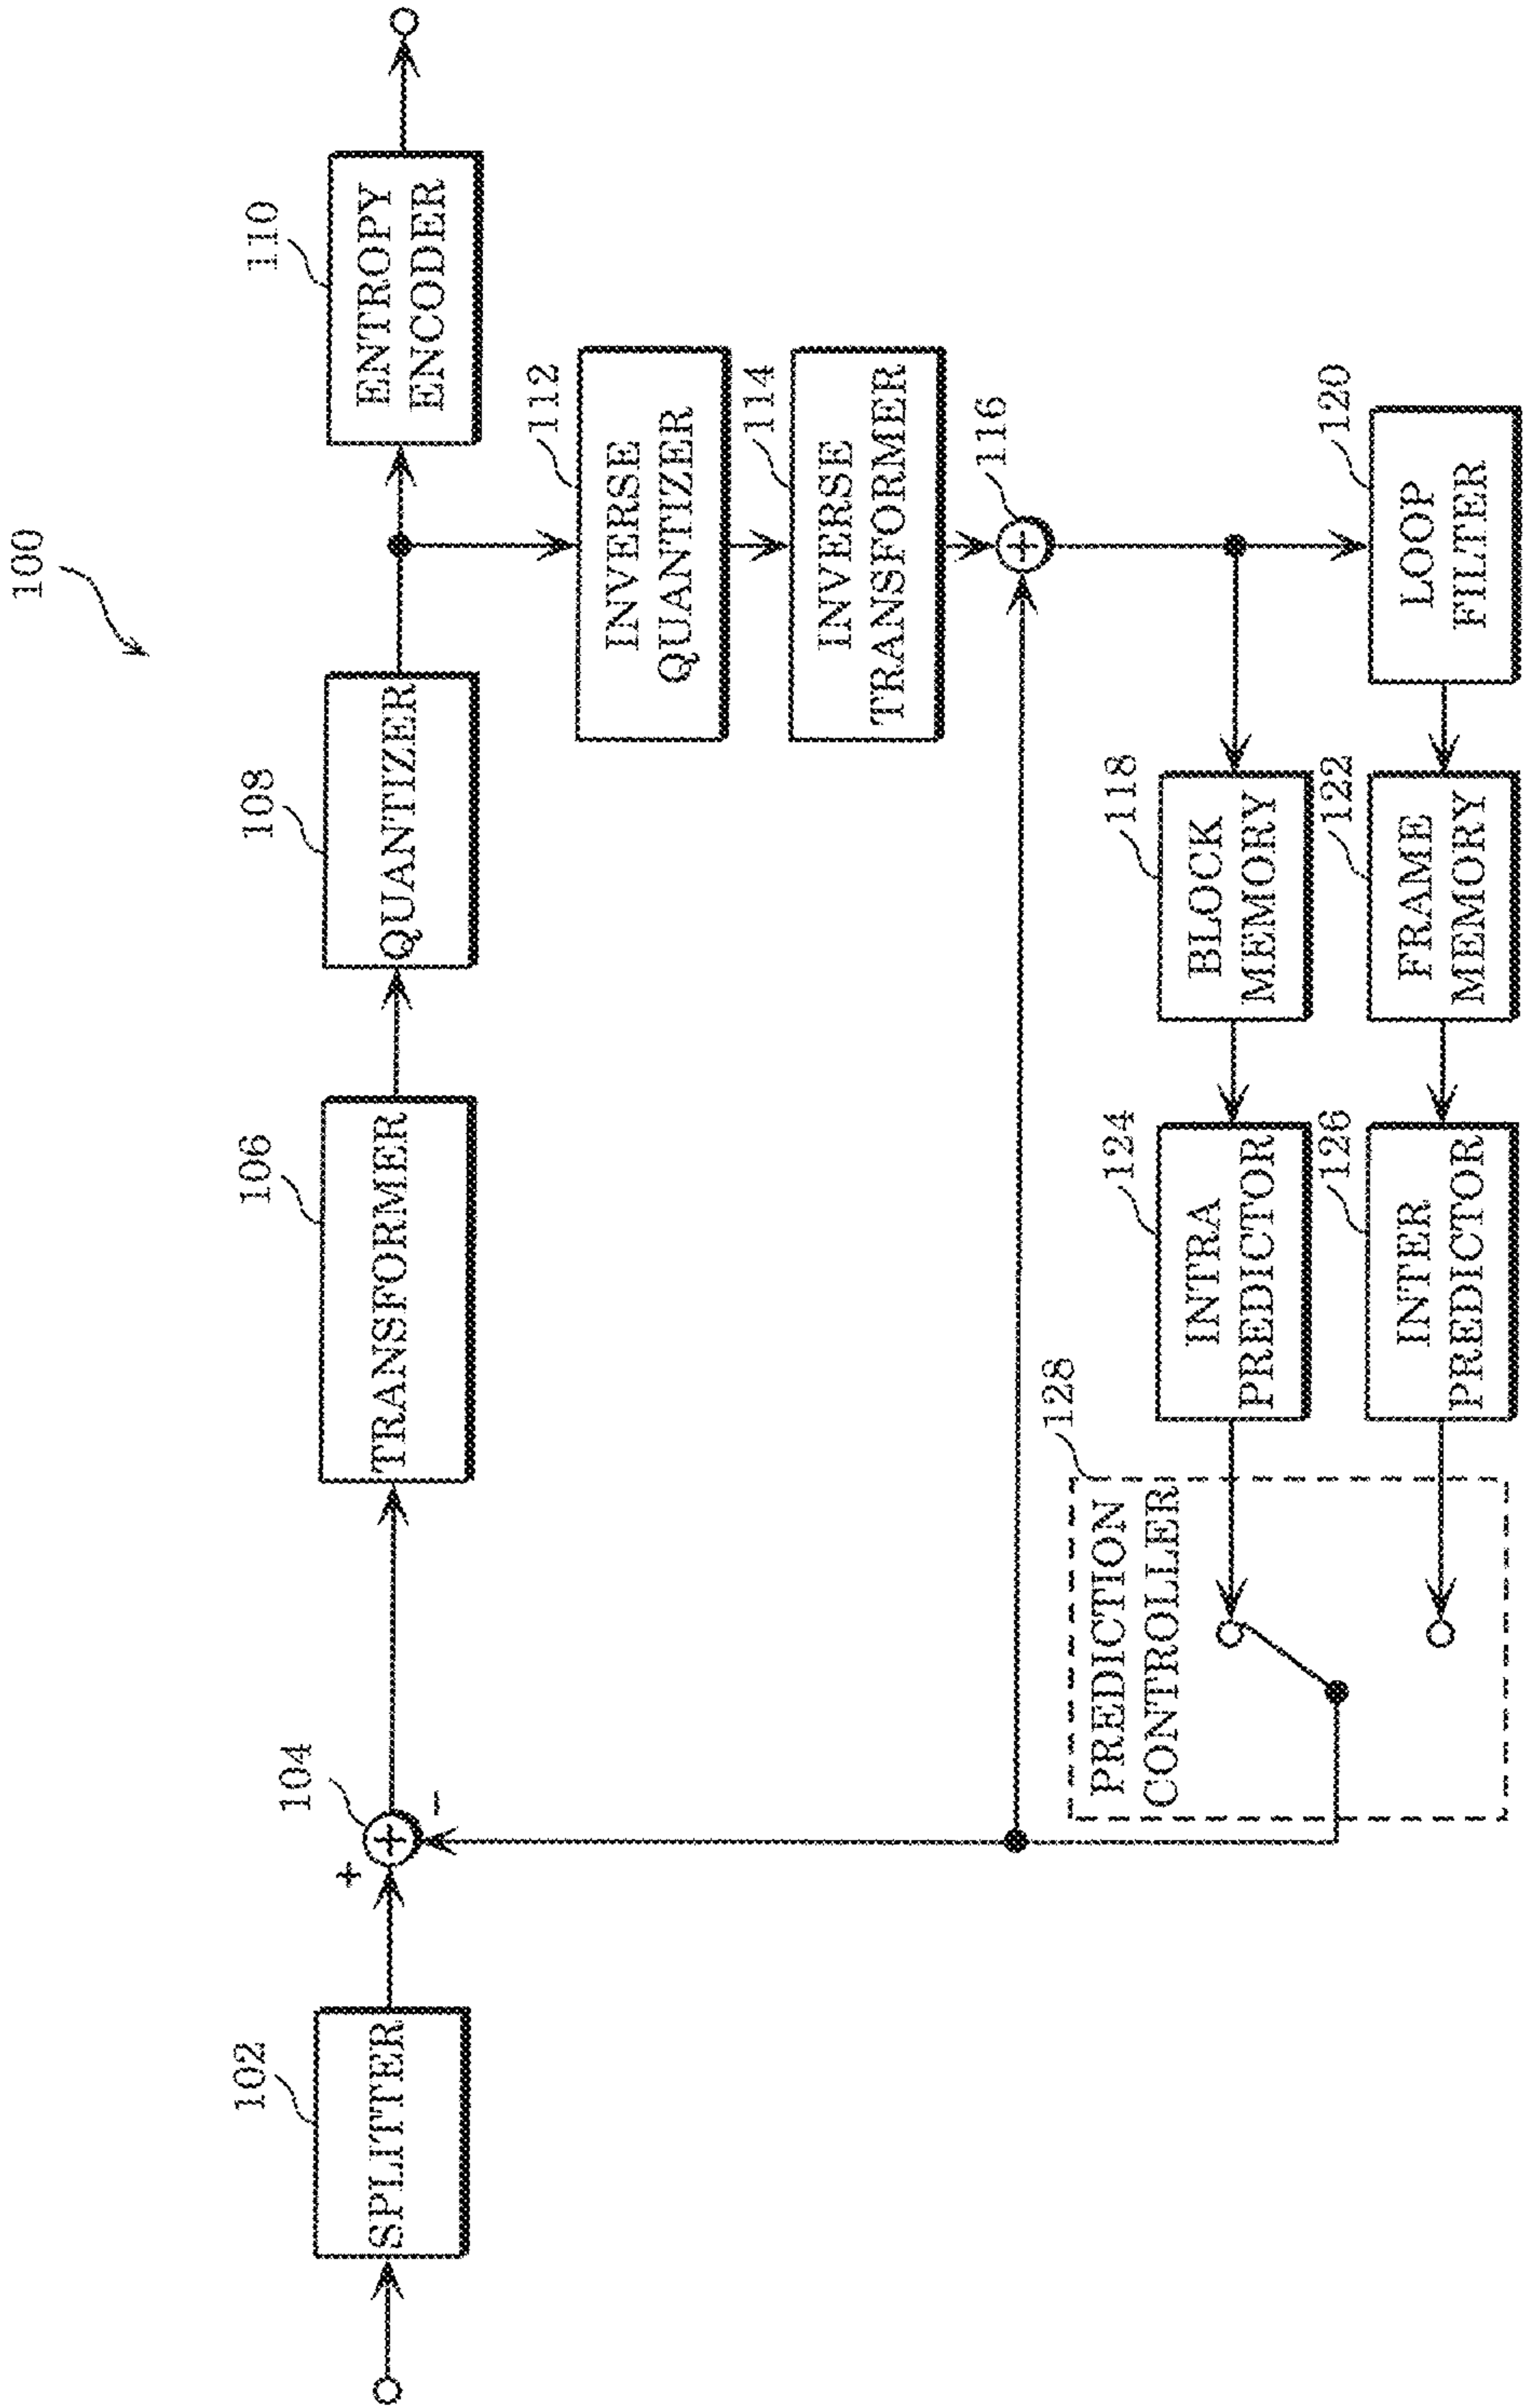 100
102
SPLITTER
104
+
-
106
TRANSFORMER
108
QUANTIZER
110
ENTROPY
ENCODER
112
INVERSE
QUANTIZER
114
INVERSE
TRANSFORMER
116
128
PREDICTION
CONTROLLER
124
INTRA
PREDICTOR
118
BLOCK
MEMORY
126
INTER
PREDICTOR
122
FRAME
MEMORY
120
LOOP
FILTER